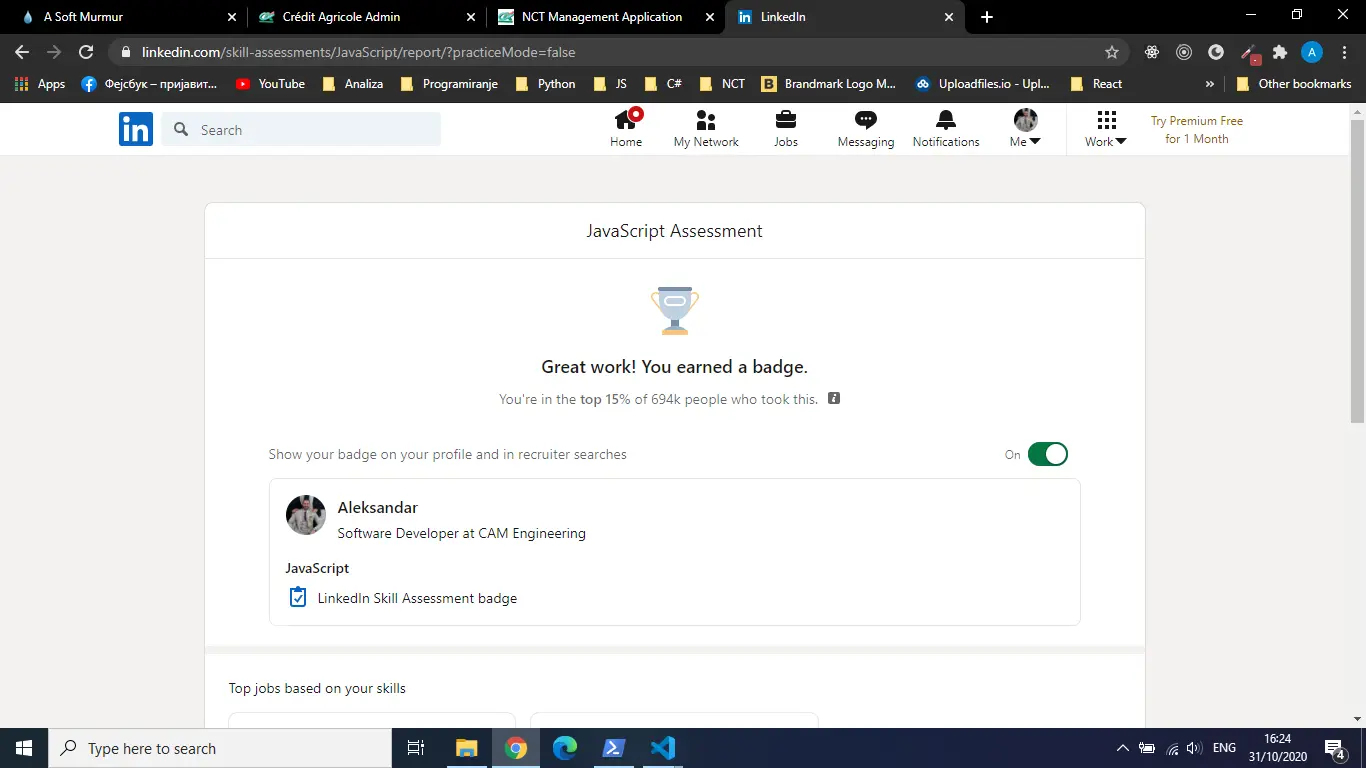 A Soft Murmur
Crédit Agricole Admin
NCT Management Application
LinkedIn
linkedin.com/skill-assessments/JavaScript/report/?practiceMode=false
A
Apps
Фејсбук – пријавит...
YouTube
Analiza
Programiranje
Python
JS
C#
NCT
B
Brandmark Logo M...
Uploadfiles.io - Upl...
React
»
Other bookmarks
in
Search
Home
My Network
Jobs
Messaging
Notifications
Me
Work
Try Premium Free
for 1 Month
JavaScript Assessment
Great work! You earned a badge.
You're in the top 15% of 694k people who took this.
Show your badge on your profile and in recruiter searches
On
Aleksandar
Software Developer at CAM Engineering
JavaScript
LinkedIn Skill Assessment badge
Top jobs based on your skills
Type here to search
ENG
16:24
31/10/2020
4